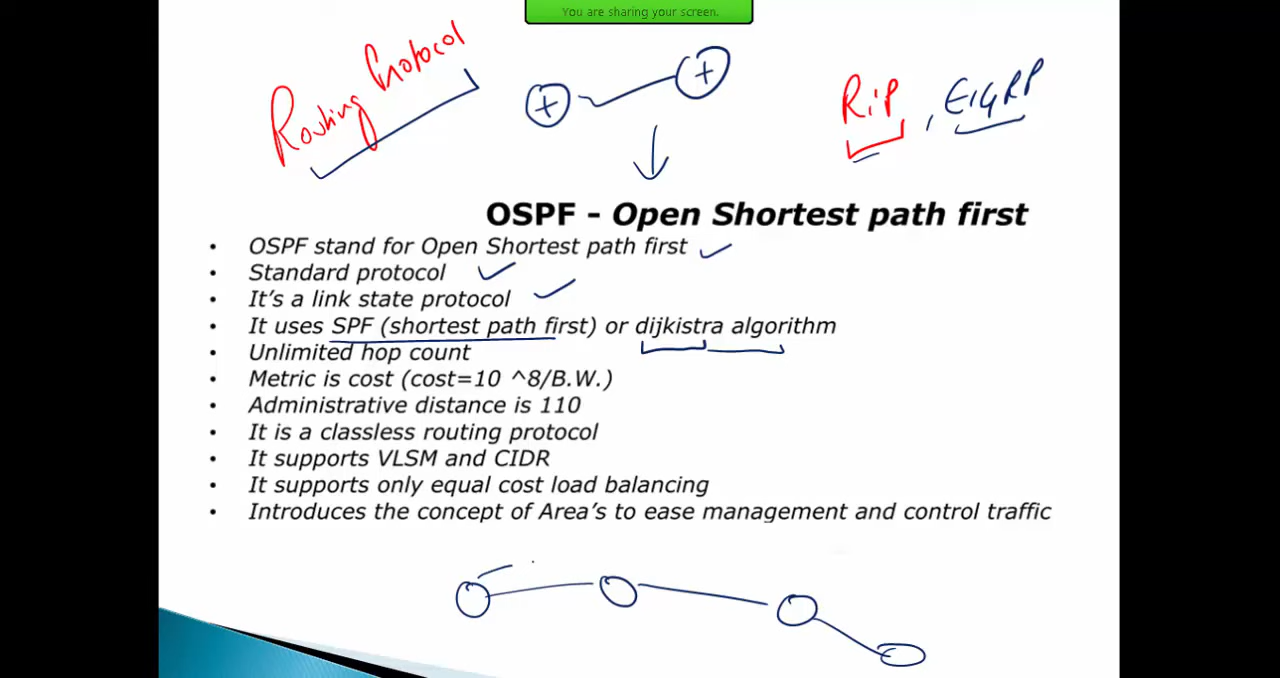 You are sharing your screen.
Routing Protocol
RiP, EIGRP
OSPF - Open Shortest path first
• OSPF stand for Open Shortest path first
• Standard protocol
• It's a link state protocol
• It uses SPF (shortest path first) or dijkistra algorithm
• Unlimited hop count
• Metric is cost (cost=10 ^8/B.W.)
• Administrative distance is 110
• It is a classless routing protocol
• It supports VLSM and CIDR
• It supports only equal cost load balancing
• Introduces the concept of Area's to ease management and control traffic